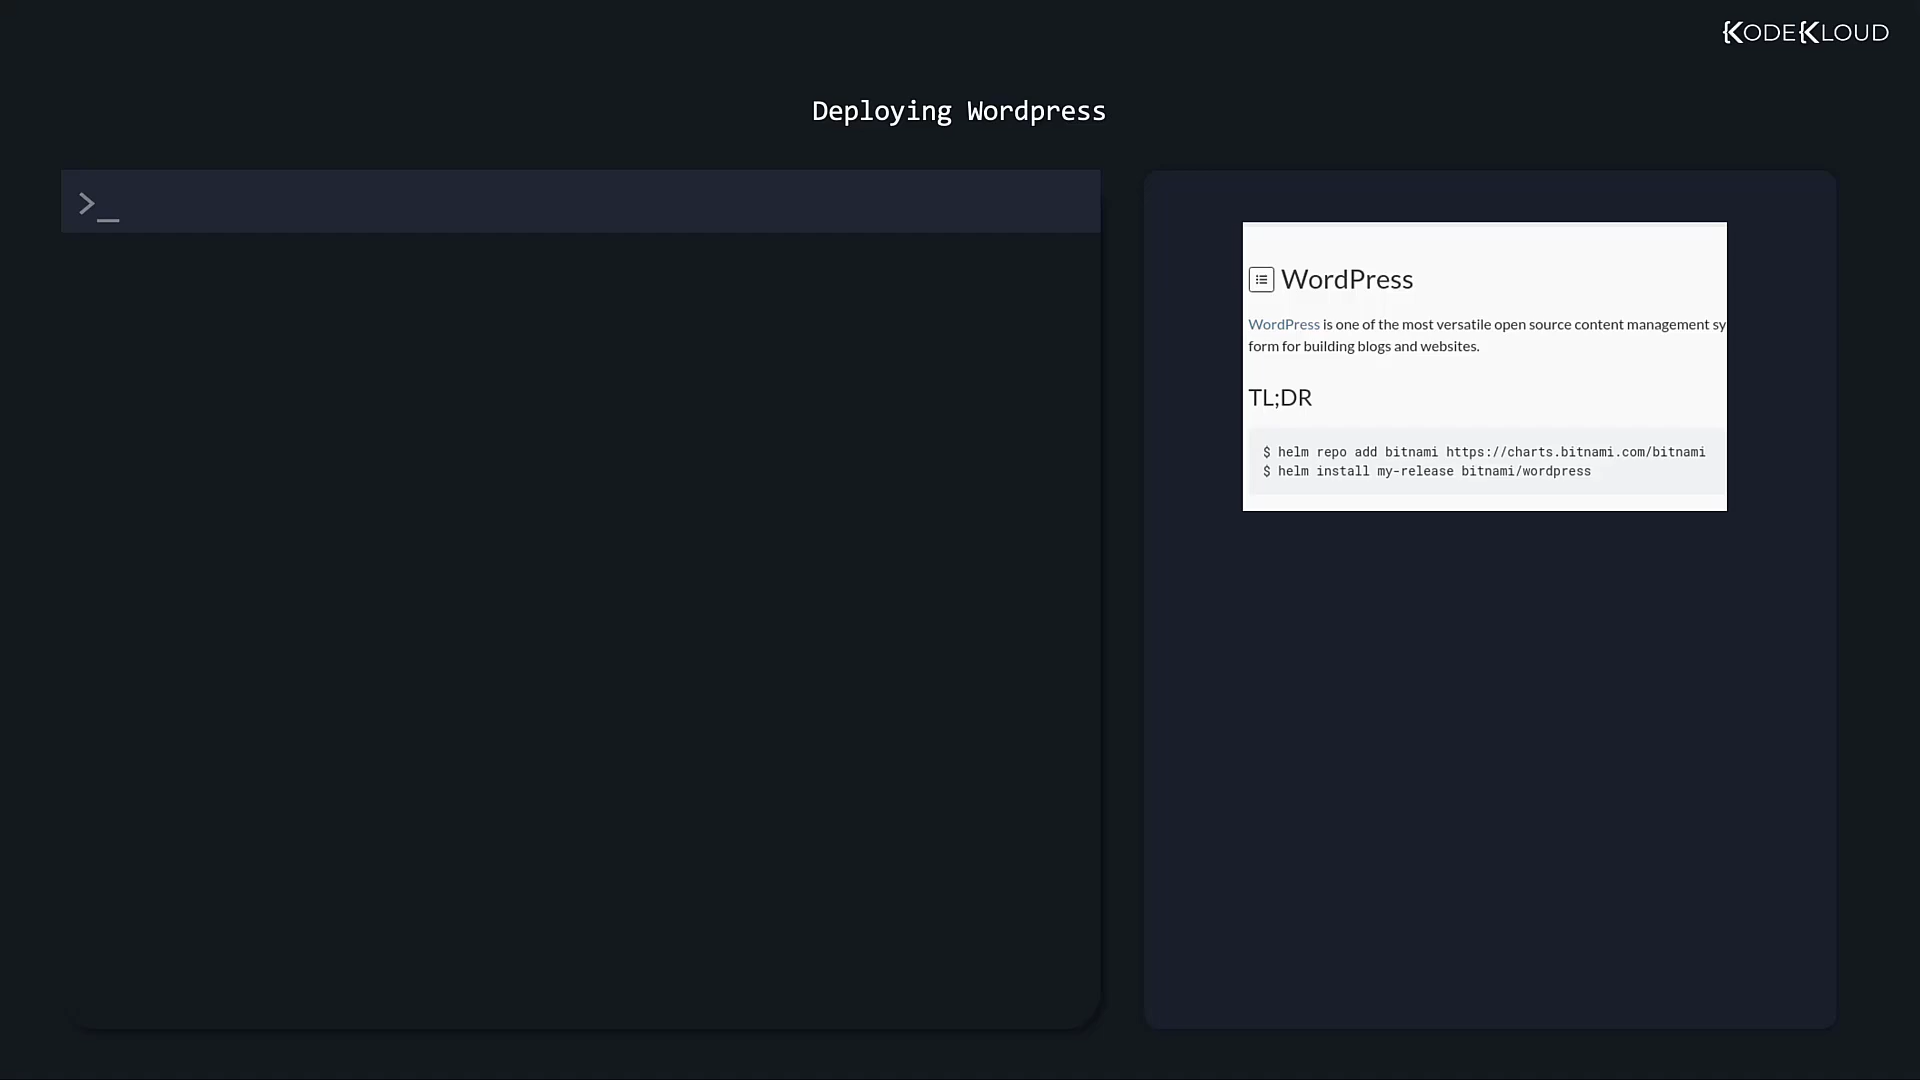 KODEKLOUD
Deploying Wordpress
>_
WordPress
WordPress is one of the most versatile open source content management sy
form for building blogs and websites.
TL;DR
$ helm repo add bitnami https://charts.bitnami.com/bitnami
$ helm install my-release bitnami/wordpress